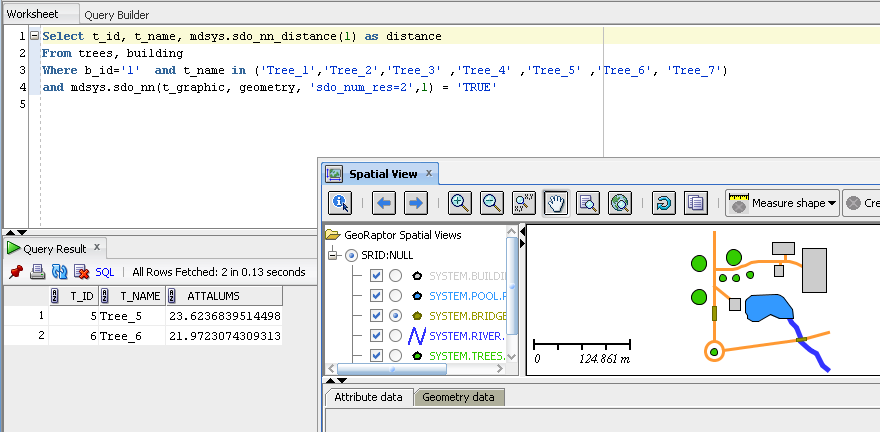 Worksheet Query Builder
1 Select t_id, t_name, mdsys.sdo_nn_distance(1) as distance
2 From trees, building
3 Where b_id='1' and t_name in ('Tree_1','Tree_2','Tree_3' ,'Tree_4' ,'Tree_5' ,'Tree_6', 'Tree_7')
4 and mdsys.sdo_nn(t_graphic, geometry, 'sdo_num_res=2',1) = 'TRUE'
5
Spatial View x
Measure shape
Cre
Query Result x
SQL All Rows Fetched: 2 in 0.13 seconds
T_ID T_NAME ATTALUMS
1 5 Tree_5 23.6236839514498
2 6 Tree_6 21.9723074309313
GeoRaptor Spatial Views
SRID:NULL
SYSTEM.BUILDI
SYSTEM.POOL.P
SYSTEM.BRIDGE
SYSTEM.RIVER.
SYSTEM.TREES.
0 124.861 m
Attribute data Geometry data